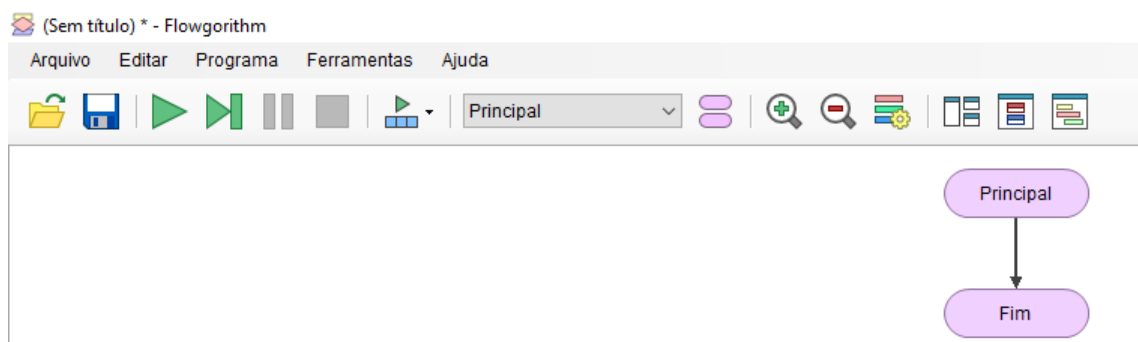 (Sem título) * - Flowgorithm
Arquivo Editar Programa Ferramentas Ajuda
Principal
Principal
Fim